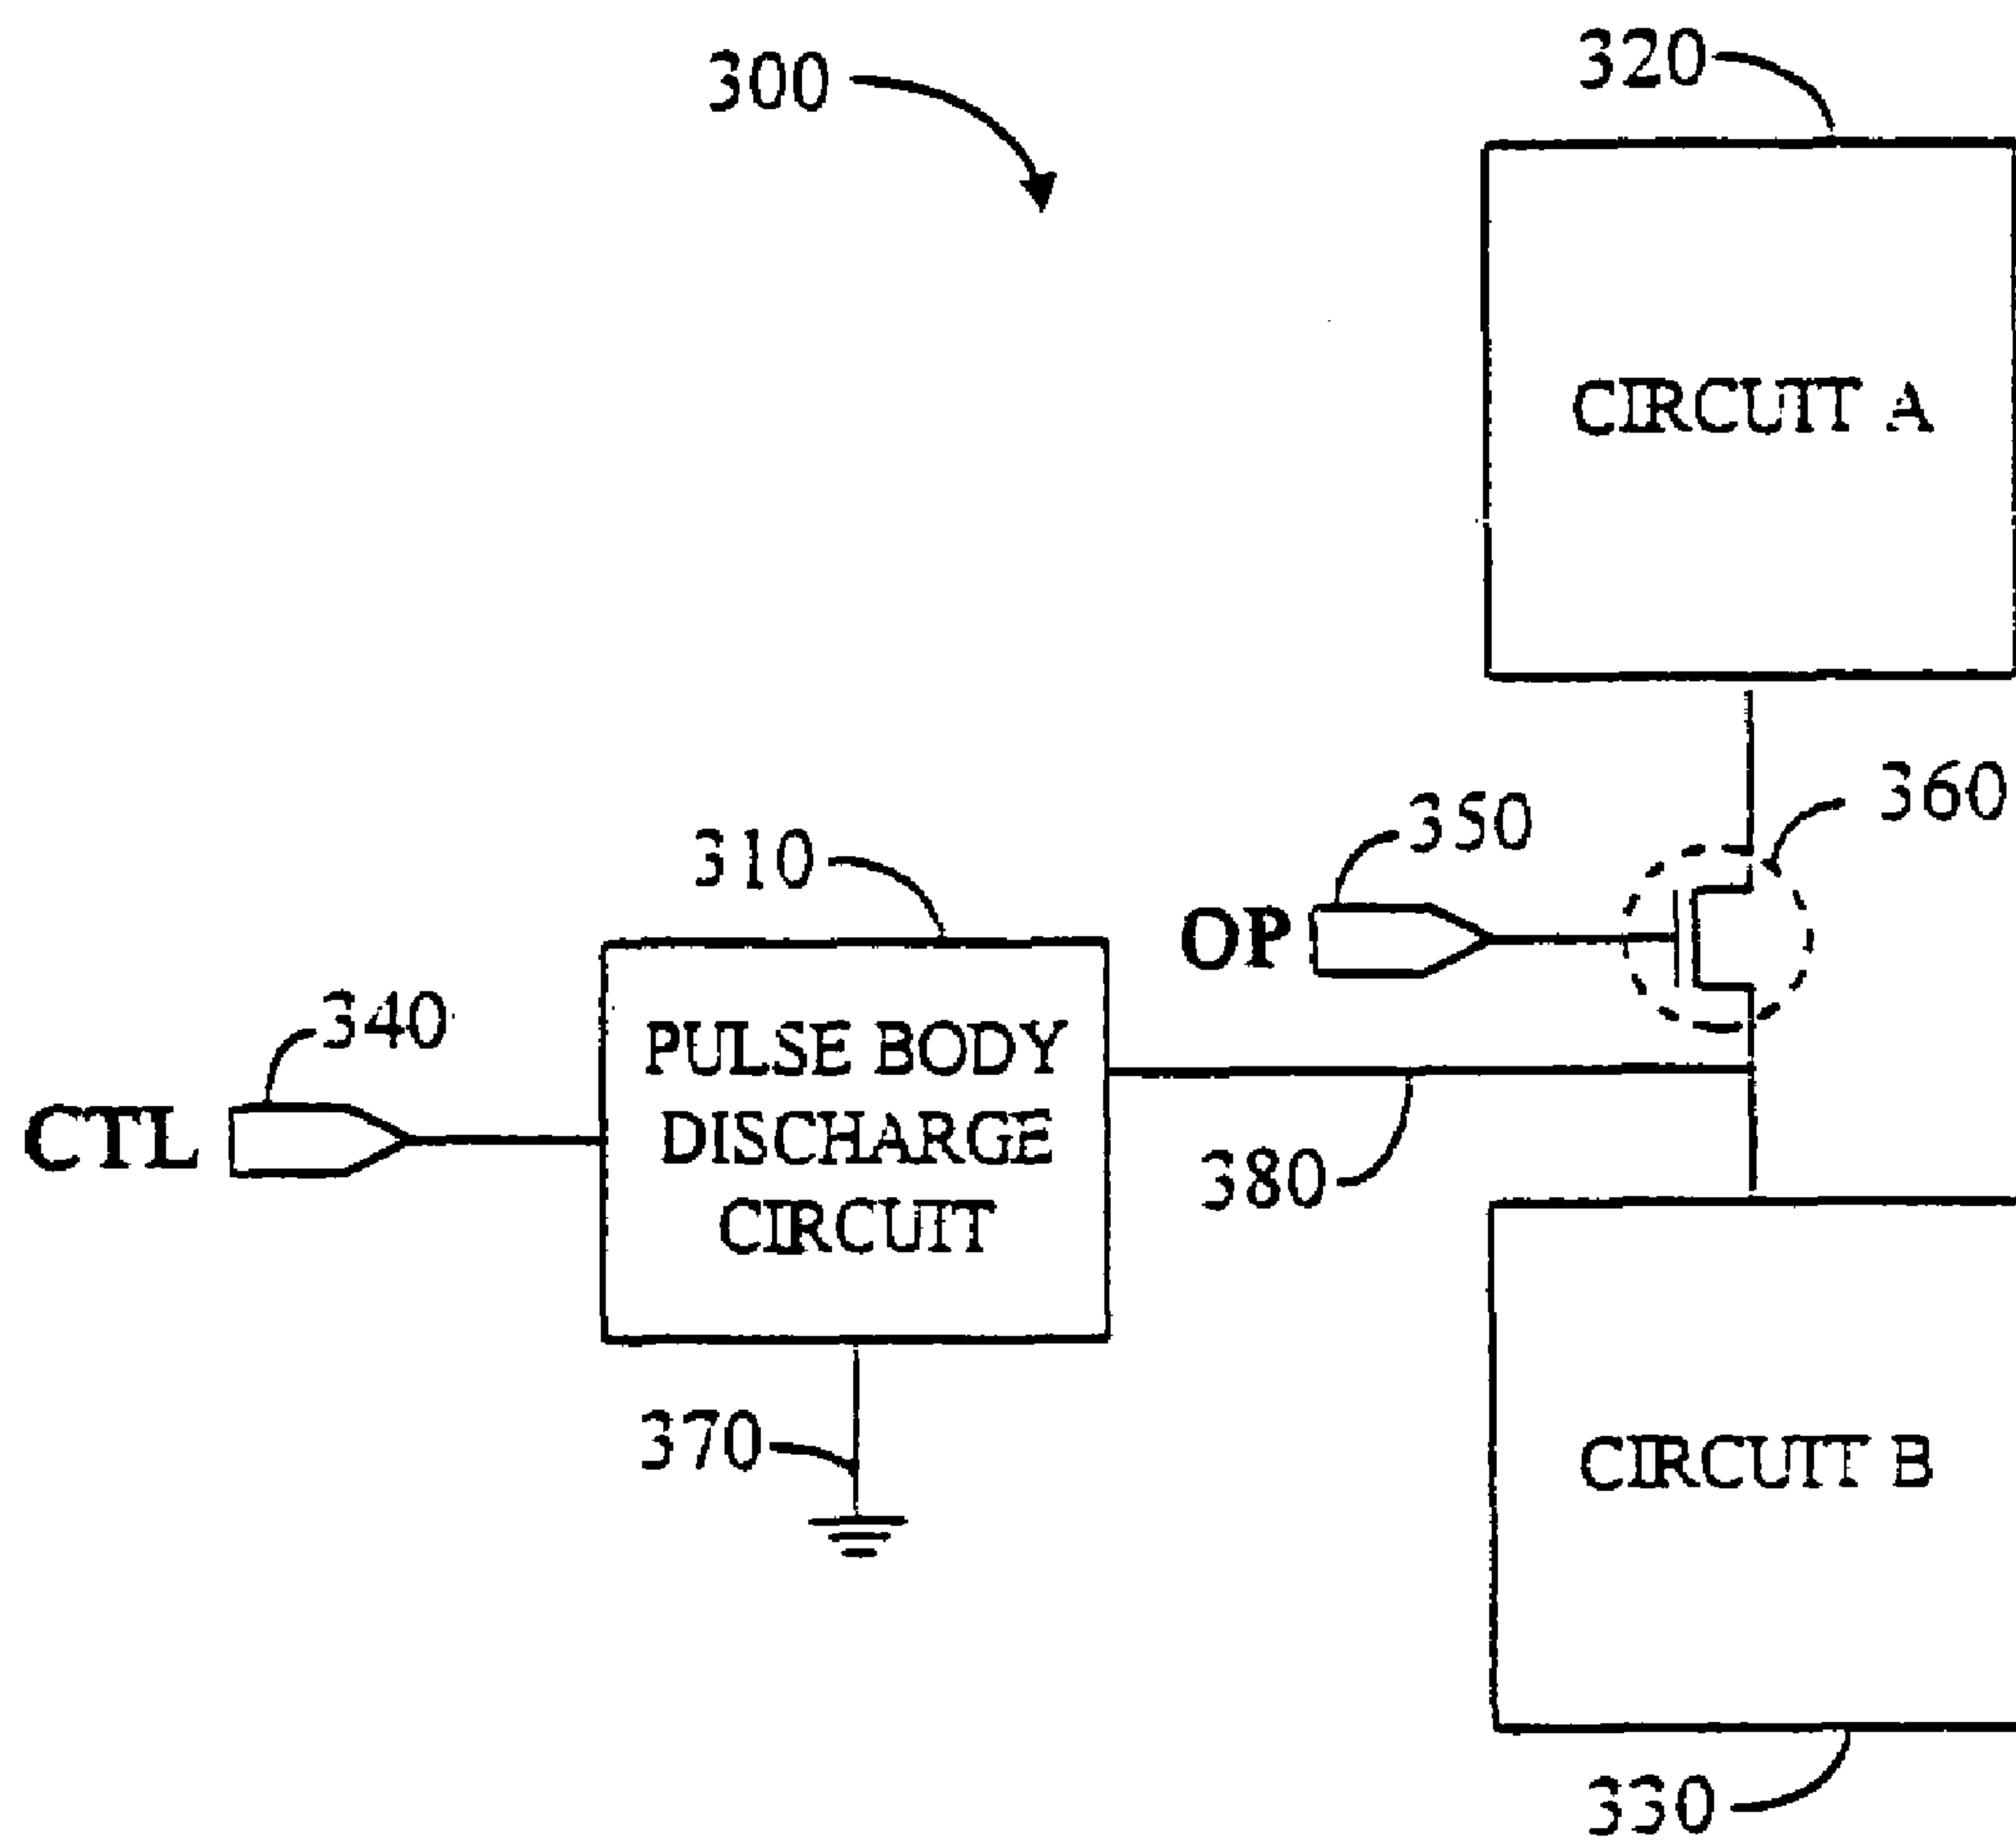 300
320
CIRCUIT A
360
350
310
OP
340
PULSE BODY
DISCHARGE
CIRCUIT
CTL
380
370
CIRCUIT B
330